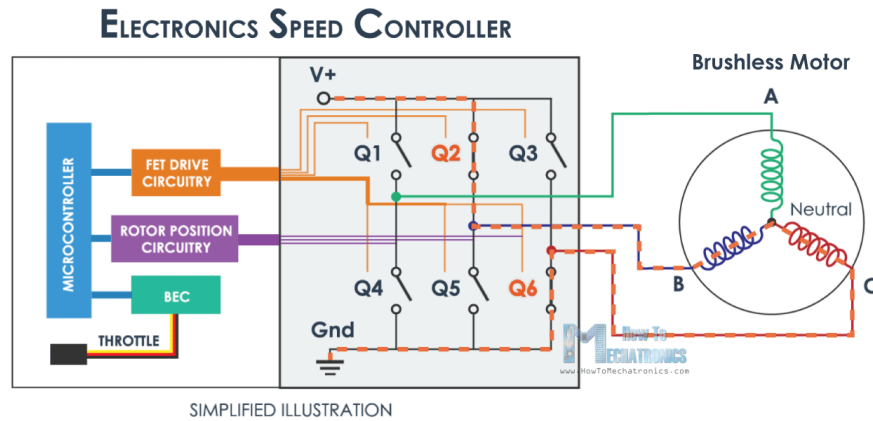 ELECTRONICS SPEED CONTROLLER
V+
Brushless Motor
A
MICROCONTROLLER
FET DRIVE
CIRCUITRY
Q1
Q2
Q3
Neutral
ROTOR POSITION
CIRCUITRY
B
C
BEC
Q4
Q5
Q6
THROTTLE
Gnd
How To
MECHATRONICS
www.HowToMechatronics.com
SIMPLIFIED ILLUSTRATION